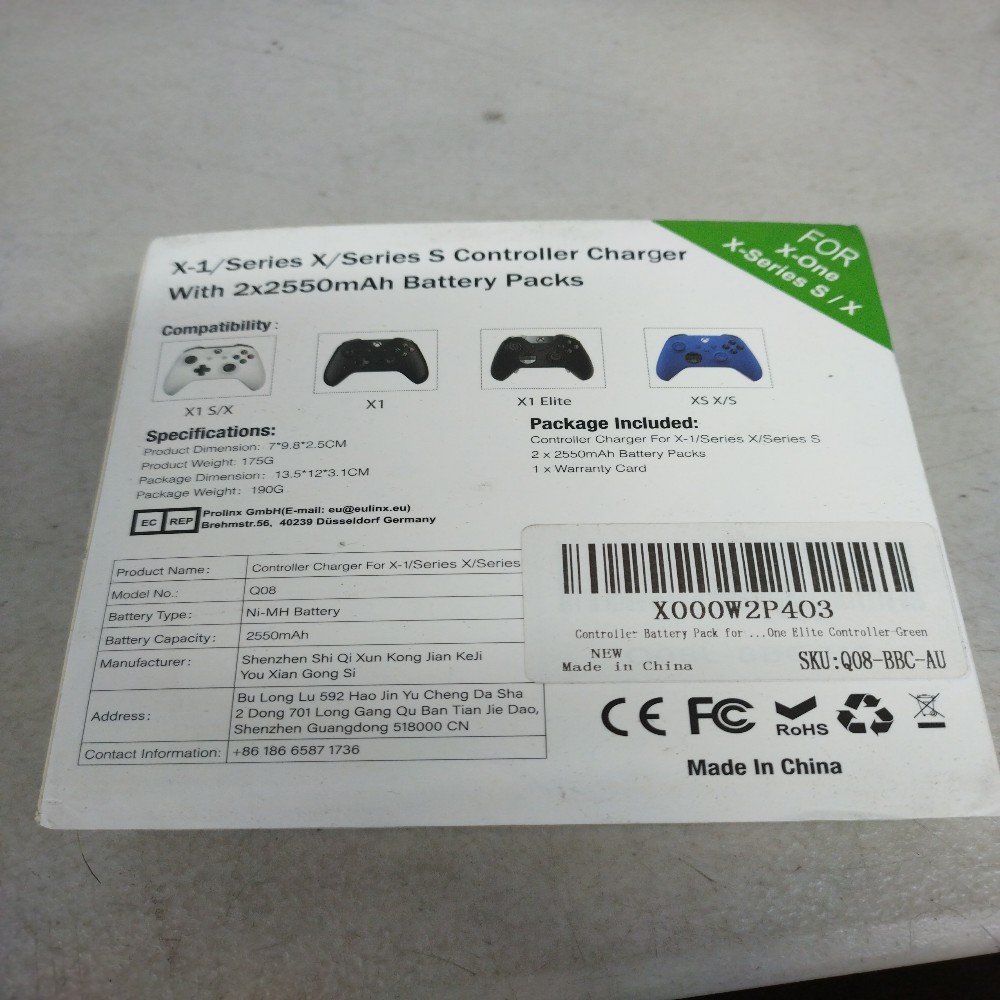 X-1/Series X/Series S Controller Charger
With 2x2550mAh Battery Packs
FOR
X-One
X-Series S / X
Compatibility:
X1 S/X
X1
X1 Elite
XS X/S
Specifications:
Product Dimension: 7*9.8*2.5CM
Product Weight: 175G
Package Dimension: 13.5*12*3.1CM
Package Weight: 190G
Package Included:
Controller Charger For X-1/Series X/Series S
2 x 2550mAh Battery Packs
1 x Warranty Card
EC REP
Prolinx GmbH(E-mail: eu@eulinx.eu)
Brehmstr.56, 40239 Düsseldorf Germany
Product Name: Controller Charger For X-1/Series X/Series
Model No.: Q08
Battery Type: Ni-MH Battery
Battery Capacity: 2550mAh
Manufacturer: Shenzhen Shi Qi Xun Kong Jian KeJi
You Xian Gong Si
Address: Bu Long Lu 592 Hao Jin Yu Cheng Da Sha
2 Dong 701 Long Gang Qu Ban Tian Jie Dao,
Shenzhen Guangdong 518000 CN
Contact Information: +86 186 6587 1736
X000W2P4O3
Controller Battery Pack for ...One Elite Controller-Green
NEW
Made in China
SKU:Q08-BBC-AU
CE FC RoHS
Made In China